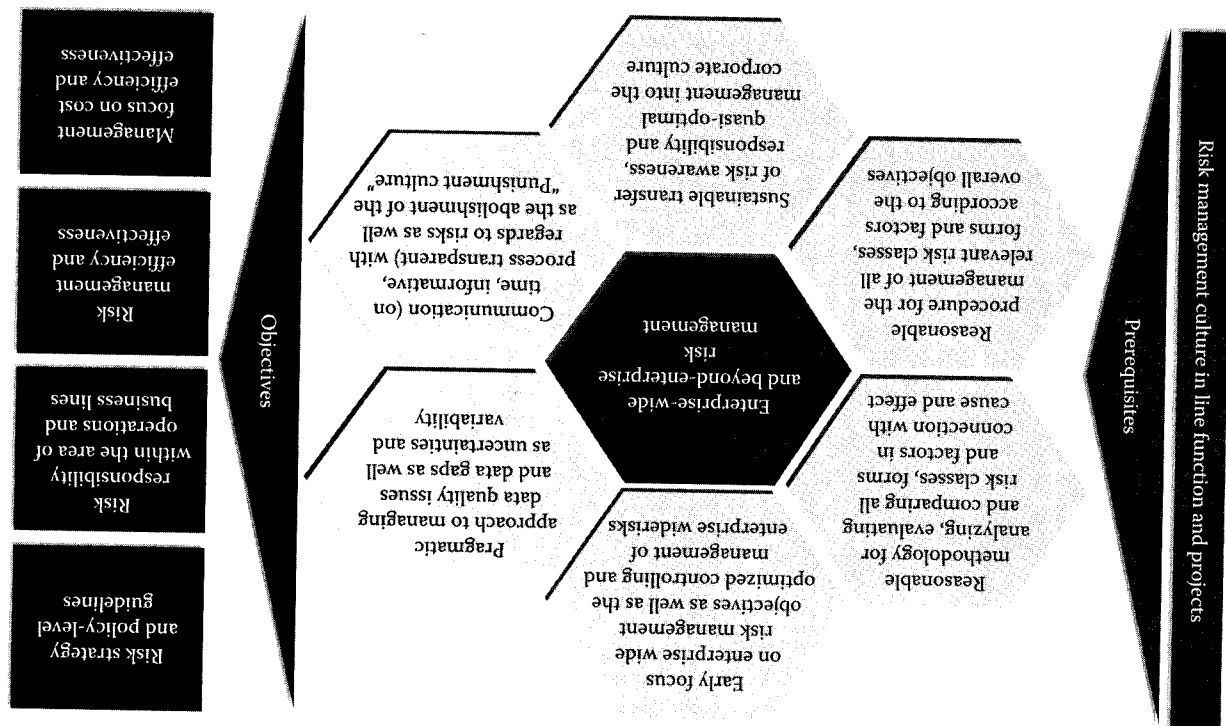 Risk management culture in line function and projects
Prerequisites
Early focus
on enterprise wide
risk management
objectives as well as the
optimized controlling and
management of
enterprise widerisks
Reasonable
methodology for
analyzing, evaluating
and comparing all
risk classes, forms
and factors in
connection with
cause and effect
Pragmatic
approach to managing
data quality issues
and data gaps as well
as uncertainties and
variability
Enterprise-wide
and beyond-enterprise
risk
management
Reasonable
procedure for the
management of all
relevant risk classes,
forms and factors
according to the
overall objectives
Communication (on
time, informative,
process transparent) with
regards to risks as well
as the abolishment of the
“Punishment culture”
Sustainable transfer
of risk awareness,
responsibility and
quasi-optimal
management into the
corporate culture
Objectives
Risk strategy
and policy-level
guidelines
Risk
responsibility
within the area of
operations and
business lines
Risk
management
efficiency and
effectiveness
Management
focus on cost
efficiency and
effectiveness